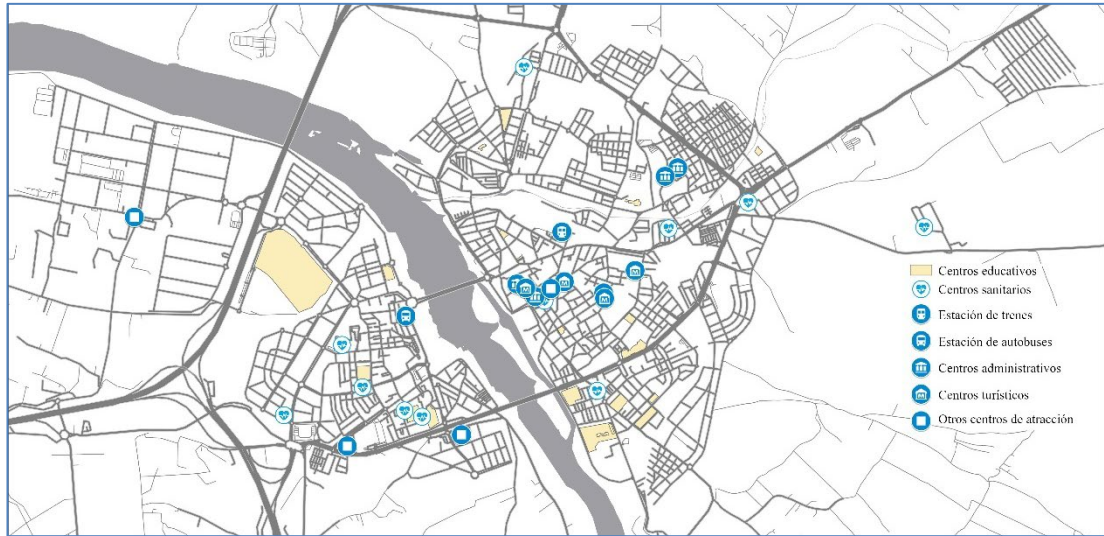 Centros educativos
Centros sanitarios
Estación de trenes
Estación de autobuses
Centros administrativos
Centros turísticos
Otros centros de atracción